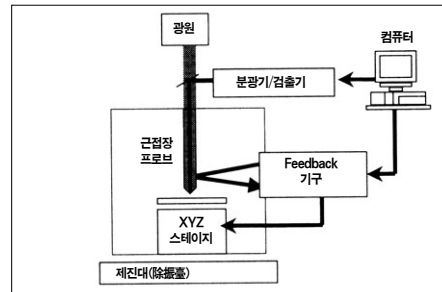 광원
컴퓨터
분광기/검출기
근접장
프로브
Feedback
기구
XYZ
스테이지
제진대(除振臺)